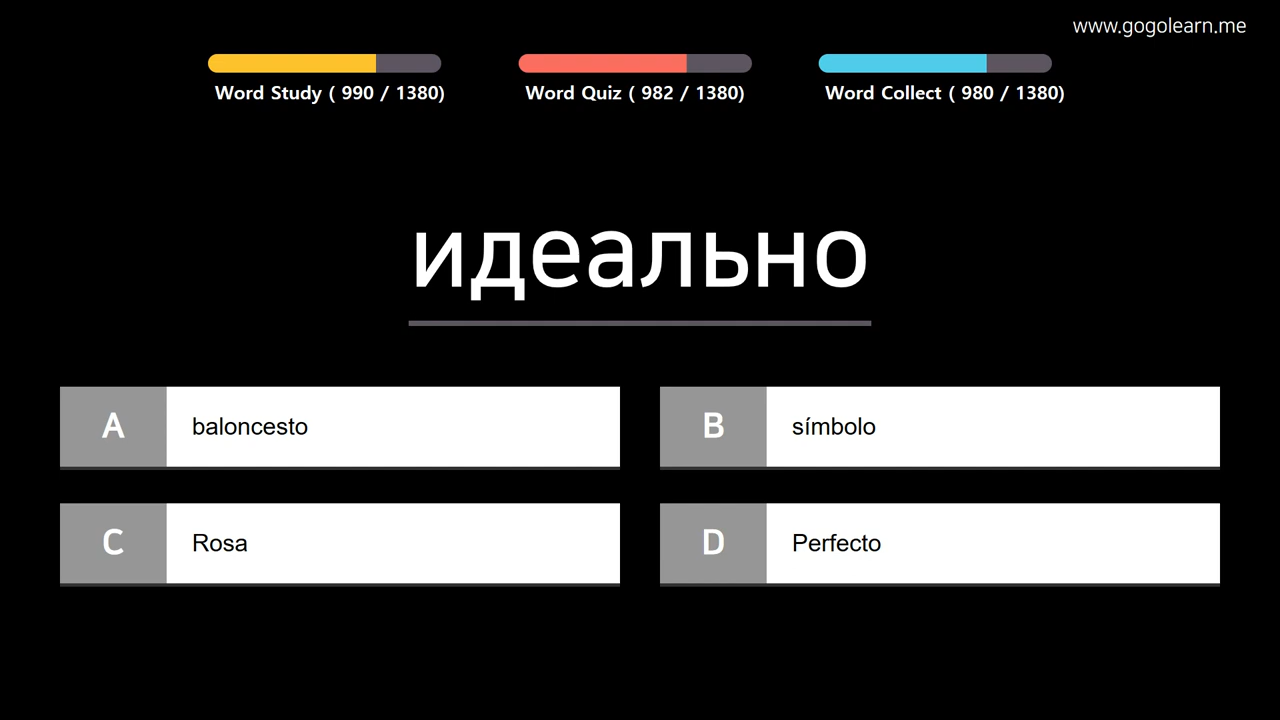 www.gogolearn.me
Word Study ( 990 / 1380)
Word Quiz ( 982 / 1380)
Word Collect ( 980 / 1380)
идеально
A baloncesto
B símbolo
C Rosa
D Perfecto